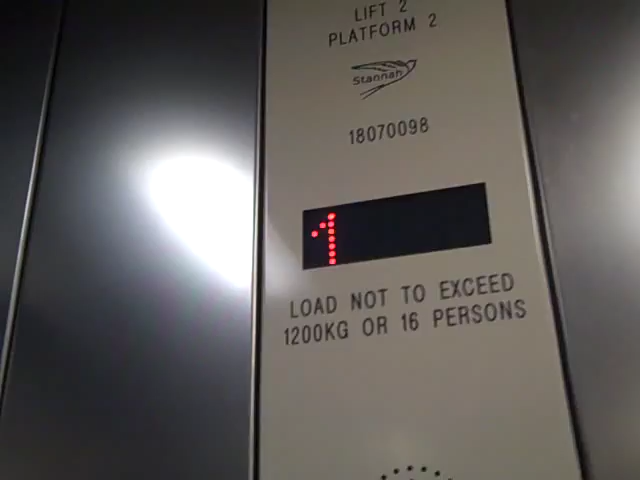 LIFT 2
PLATFORM 2
Stannah
18070098
1
LOAD NOT TO EXCEED
1200KG OR 16 PERSONS